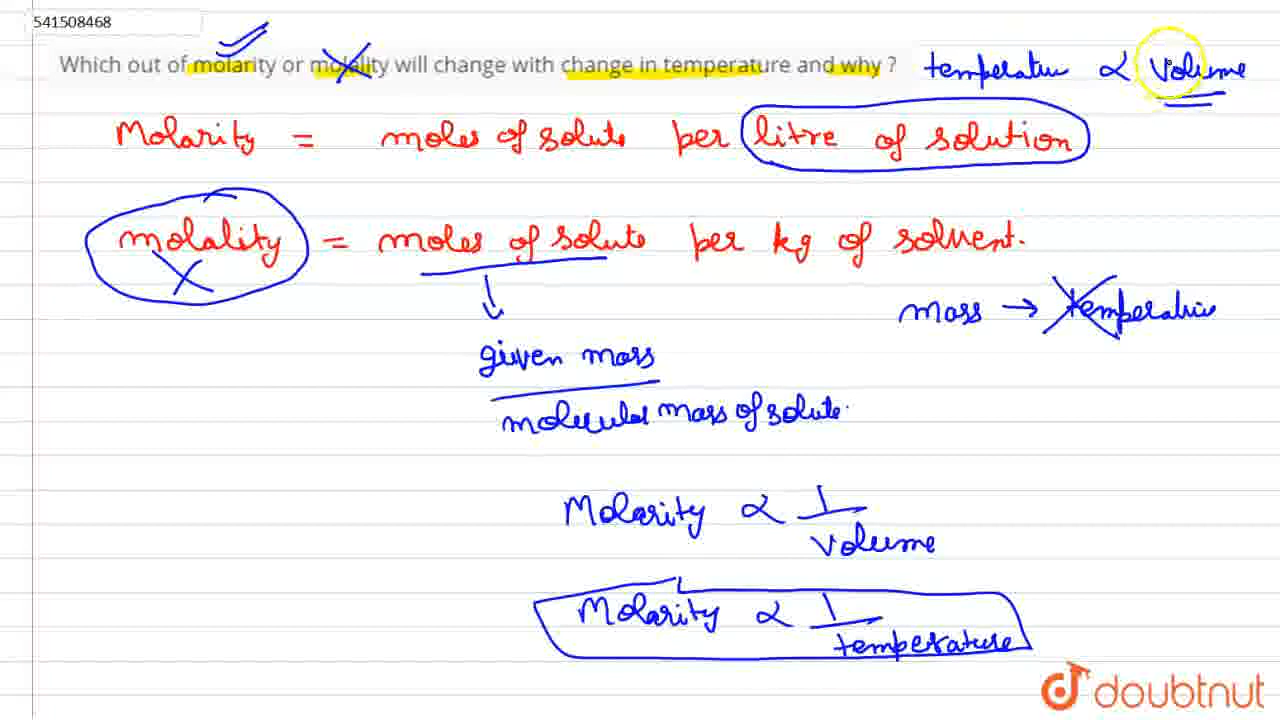 541508468
Which out of molarity or molality will change with change in temperature and why ?
temperatur ∝ Volume
Molarity = moles of solute per litre of solution
molality = moles of solute per kg of solvent.
mass → temperature
given mass
molecular mass of solute.
Molarity ∝ 1
volume
Molarity ∝ 1
temperature
doubtnut